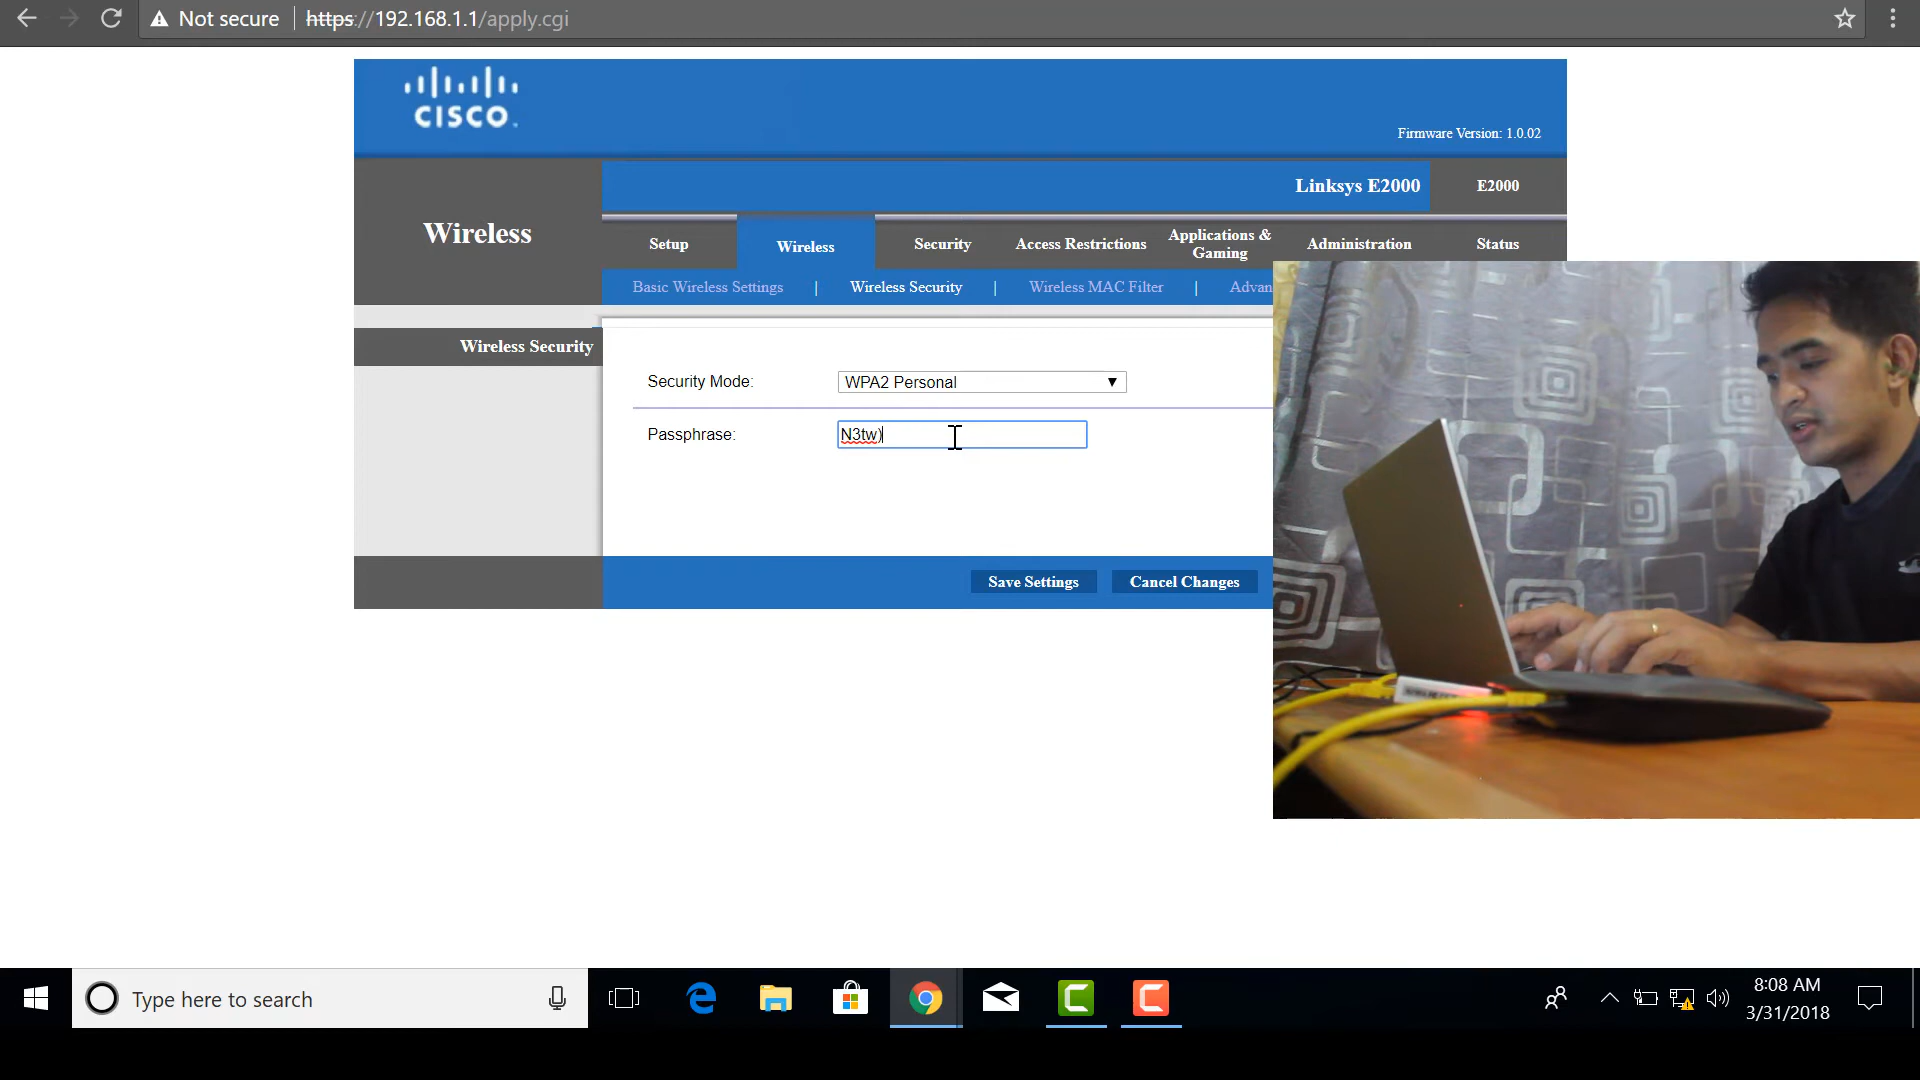 Not secure
https://192.168.1.1/apply.cgi
CISCO.
Firmware Version: 1.0.02
Linksys E2000
E2000
Wireless
Setup
Wireless
Security
Access Restrictions
Applications &
Gaming
Administration
Status
Basic Wireless Settings | Wireless Security | Wireless MAC Filter | Advan
Wireless Security
Security Mode:
WPA2 Personal
Passphrase:
N3tw)
Save Settings
Cancel Changes
Type here to search
8:08 AM
3/31/2018